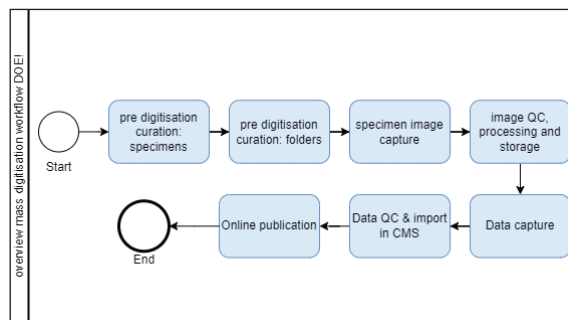 overview mass digitisation workflow DOE!
pre digitisation
curation:
specimens
pre digitisation
curation: folders
specimen image
capture
image QC,
processing and
storage
Start
Online publication
Data QC & import
in CMS
Data capture
End